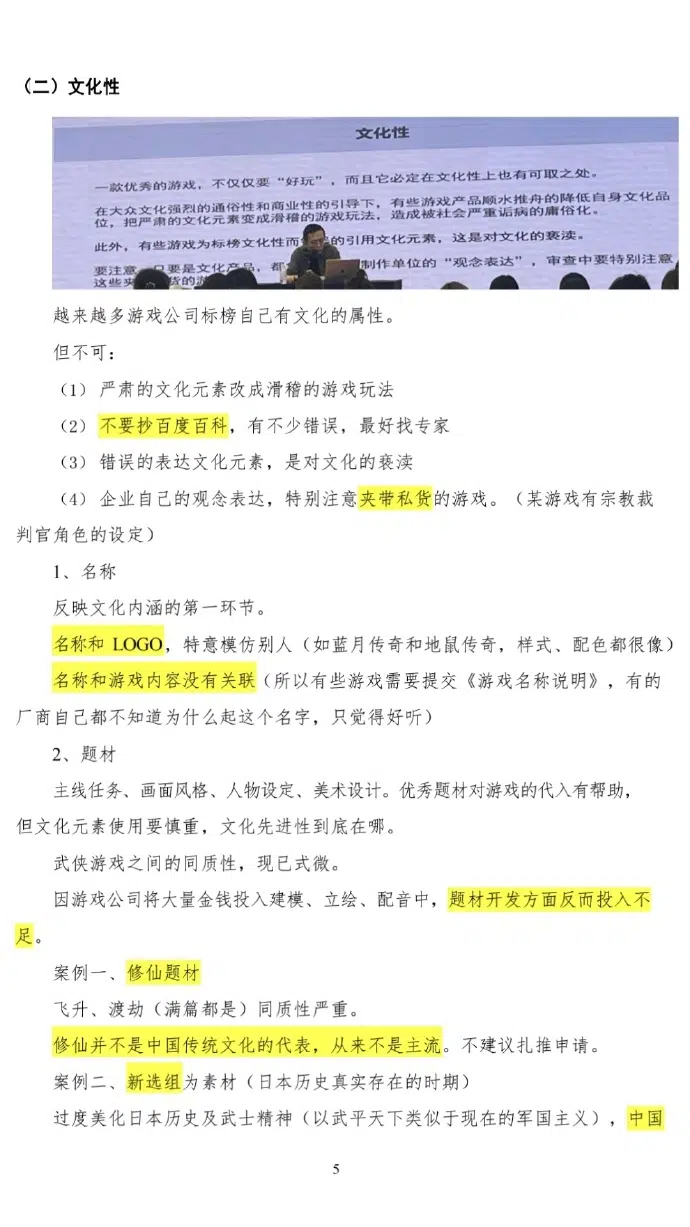 （二）文化性
文化性
一款优秀的游戏，不仅仅要“好玩”，而且它必定在文化性上也有可取之处。
在大众文化强烈的通俗性和商业性的引导下，有些游戏产品顺水推舟的降低自身文化品
位，把严肃的文化元素变成滑稽的游戏玩法，造成被社会严重诟病的庸俗化。
此外，有些游戏为标榜文化性而 的引用文化元素，这是对文化的亵渎。
要注意，只要是文化产品，都 制作单位的“观念表达”，审查中要特别注意
这些夹 货的游
越来越多游戏公司标榜自己有文化的属性。
但不可：
（1） 严肃的文化元素改成滑稽的游戏玩法
（2） 不要抄百度百科，有不少错误，最好找专家
（3） 错误的表达文化元素，是对文化的亵渎
（4） 企业自己的观念表达，特别注意夹带私货的游戏。（某游戏有宗教裁
判官角色的设定）
1、名称
反映文化内涵的第一环节。
名称和 LOGO，特意模仿别人（如蓝月传奇和地鼠传奇，样式、配色都很像）
名称和游戏内容没有关联（所以有些游戏需要提交《游戏名称说明》，有的
厂商自己都不知道为什么起这个名字，只觉得好听）
2、题材
主线任务、画面风格、人物设定、美术设计。优秀题材对游戏的代入有帮助，
但文化元素使用要慎重，文化先进性到底在哪。
武侠游戏之间的同质性，现已式微。
因游戏公司将大量金钱投入建模、立绘、配音中，题材开发方面反而投入不
足。
案例一、修仙题材
飞升、渡劫（满篇都是）同质性严重。
修仙并不是中国传统文化的代表，从来不是主流。不建议扎推申请。
案例二、新选组为素材（日本历史真实存在的时期）
过度美化日本历史及武士精神（以武平天下类似于现在的军国主义），中国
5